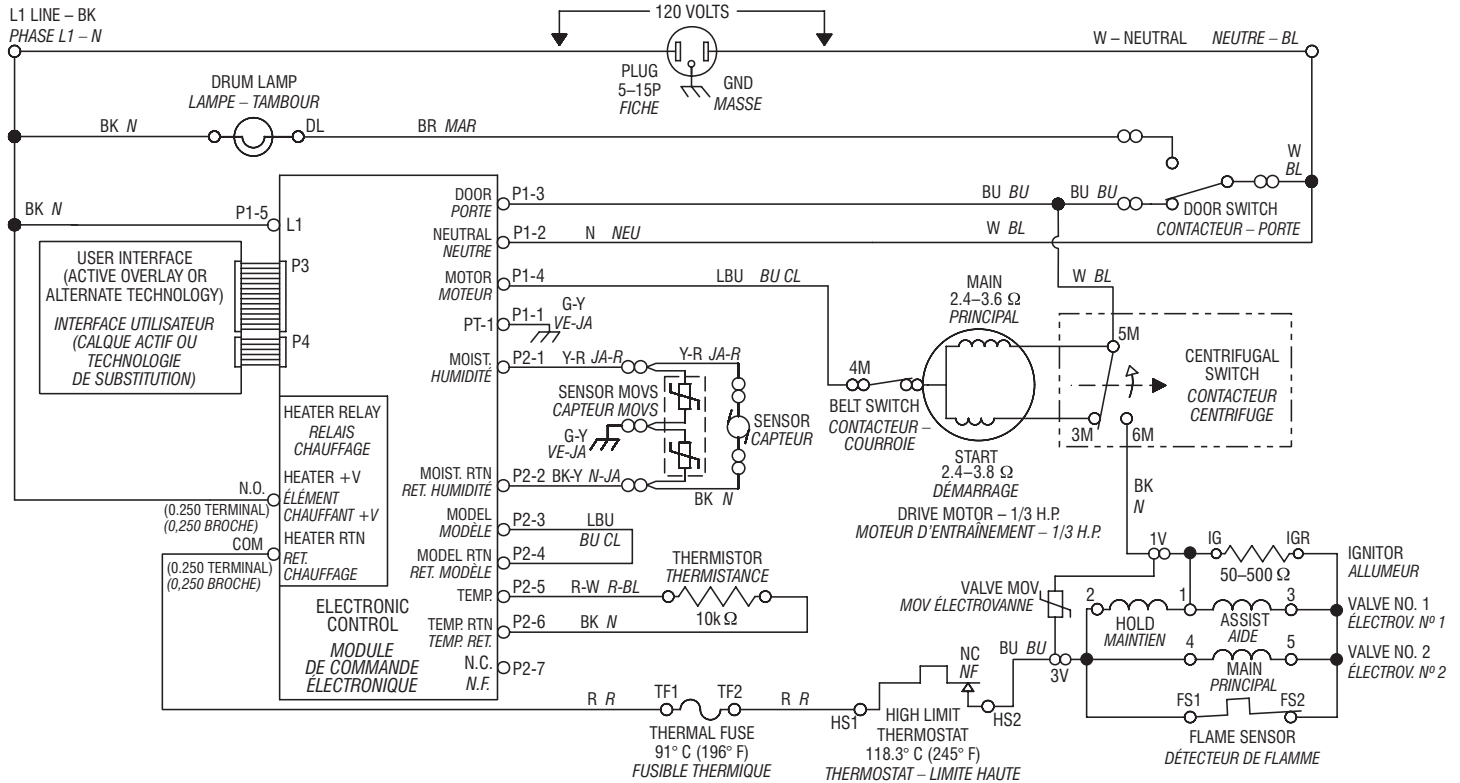 L1 LINE – BK
PHASE L1 – N
120 VOLTS
W – NEUTRAL NEUTRE – BL
PLUG
5–15P
FICHE
GND
MASSE
DRUM LAMP
LAMPE – TAMBOUR
BK N
DL
BR MAR
W
BL
DOOR SWITCH
CONTACTEUR – PORTE
BK N
P1-5
L1
DOOR
PORTE
P1-3
BU BU
BU BU
NEUTRAL
NEUTRE
P1-2
N NEU
W BL
USER INTERFACE
(ACTIVE OVERLAY OR
ALTERNATE TECHNOLOGY)
INTERFACE UTILISATEUR
(CALQUE ACTIF OU
TECHNOLOGIE
DE SUBSTITUTION)
P3
P4
MOTOR
MOTEUR
P1-4
LBU BU CL
PT-1
P1-1
G-Y
VE-JA
MOIST.
HUMIDITÉ
P2-1
Y-R JA-R
Y-R JA-R
SENSOR MOVS
CAPTEUR MOVS
G-Y
VE-JA
SENSOR
CAPTEUR
MOIST. RTN
RET. HUMIDITÉ
P2-2
BK-Y N-JA
BK N
W BL
MAIN
2.4–3.6 Ω
PRINCIPAL
4M
BELT SWITCH
CONTACTEUR –
COURROIE
START
2.4–3.8 Ω
DÉMARRAGE
DRIVE MOTOR – 1/3 H.P.
MOTEUR D'ENTRAÎNEMENT – 1/3 H.P.
5M
3M
6M
CENTRIFUGAL
SWITCH
CONTACTEUR
CENTRIFUGE
BK
N
HEATER RELAY
RELAIS
CHAUFFAGE
HEATER +V
ÉLÉMENT
CHAUFFANT +V
HEATER RTN
RET.
CHAUFFAGE
N.O.
(0.250 TERMINAL)
(0,250 BROCHE)
COM
(0.250 TERMINAL)
(0,250 BROCHE)
MODEL
MODÈLE
P2-3
LBU
BU CL
MODEL RTN
RET. MODÈLE
P2-4
TEMP.
P2-5
R-W R-BL
THERMISTOR
THERMISTANCE
10k Ω
TEMP. RTN
TEMP. RET.
P2-6
BK N
N.C.
N.F.
P2-7
ELECTRONIC
CONTROL
MODULE
DE COMMANDE
ÉLECTRONIQUE
R R
TF1
TF2
R R
THERMAL FUSE
91° C (196° F)
FUSIBLE THERMIQUE
HS1
NC
NF
HS2
HIGH LIMIT
THERMOSTAT
118.3° C (245° F)
THERMOSTAT – LIMITE HAUTE
BU BU
3V
VALVE MOV
MOV ÉLECTROVANNE
1V
IG
IGR
50–500 Ω
IGNITOR
ALLUMEUR
2
HOLD
MAINTIEN
1
ASSIST
AIDE
3
VALVE NO. 1
ÉLECTROV. Nº 1
4
MAIN
PRINCIPAL
5
VALVE NO. 2
ÉLECTROV. Nº 2
FS1
FS2
FLAME SENSOR
DÉTECTEUR DE FLAMME